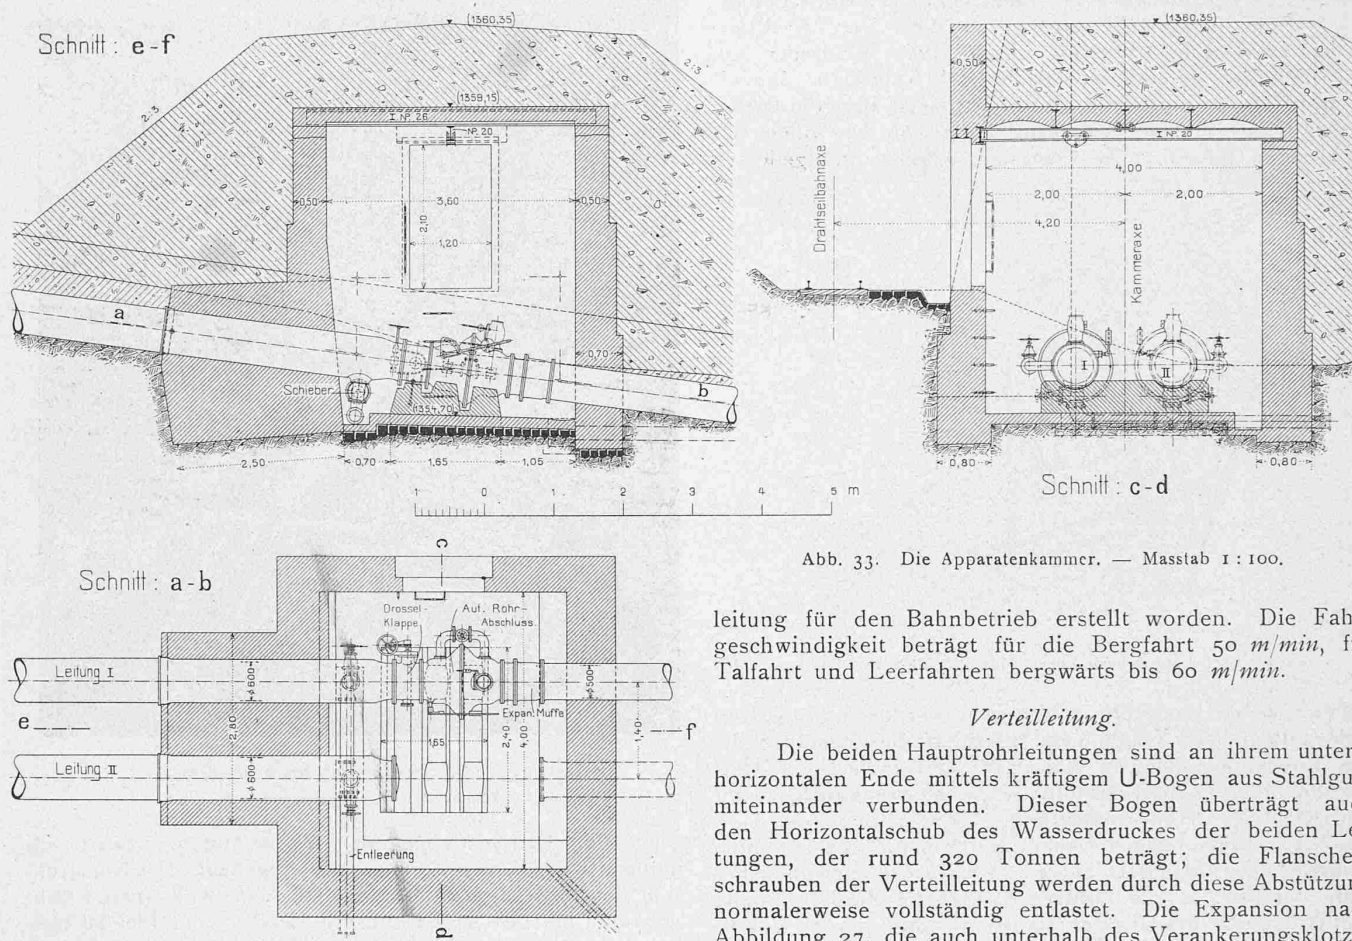 Schnitt : e-f
(1360,35)
2:3
2:3
(1359,15)
I № 26
№ 20
0,50
3,60
0,50
2,10
1,20
a
Schieber
(1354,70)
0,70
b
2,50
0,70
1,65
1,05
(1360,35)
0,50
I № 20
4,00
2,00
2,00
4,20
Drahtseilbahnaxe
Kammeraxe
I
II
0,80
0,80
Schnitt : c-d
1 0 1 2 3 4 5 m
Abb. 33. Die Apparatenkammer. — Masstab 1 : 100.
Schnitt : a-b
c
Drossel-
Klappe
Aut. Rohr-
Abschluss
Leitung I
ϕ 600
ϕ 500
Expan. Muffe
e
2,80
1,65
2,40
4,00
1,40
f
Leitung II
ϕ 600
Entleerung
d
leitung für den Bahnbetrieb erstellt worden. Die Fah
geschwindigkeit beträgt für die Bergfahrt 50 m/min, f
Talfahrt und Leerfahrten bergwärts bis 60 m/min.
Verteilleitung.
Die beiden Hauptrohrleitungen sind an ihrem unter
horizontalen Ende mittels kräftigem U-Bogen aus Stahlgu
miteinander verbunden. Dieser Bogen überträgt au
den Horizontalschub des Wasserdruckes der beiden Le
tungen, der rund 320 Tonnen beträgt; die Flansche
schrauben der Verteilleitung werden durch diese Abstützun
normalerweise vollständig entlastet. Die Expansion na
Abbildung 27, die auch unterhalb des Verankerungsklotz